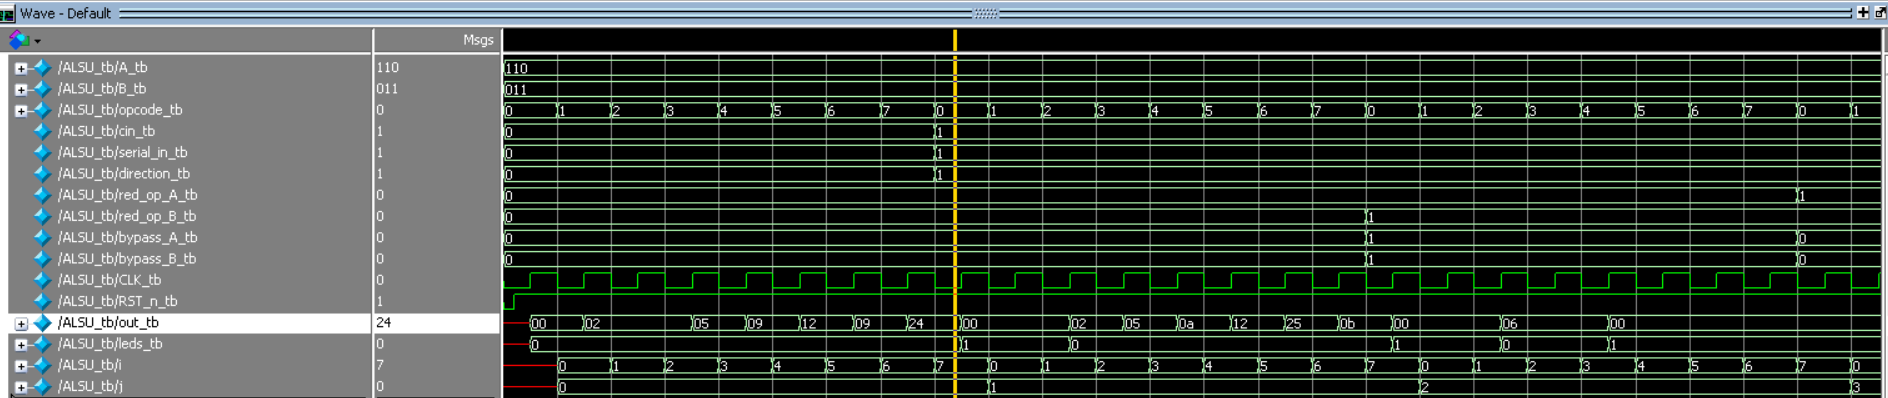 Wave - Default
Msgs
/ALSU_tb/A_tb 110 110
/ALSU_tb/B_tb 011 011
/ALSU_tb/opcode_tb 0 0 1 2 3 4 5 6 7 0 1 2 3 4 5 6 7 0 1 2 3 4 5 6 7 0 1
/ALSU_tb/cin_tb 1 0 1
/ALSU_tb/serial_in_tb 1 0 1
/ALSU_tb/direction_tb 1 0 1
/ALSU_tb/red_op_A_tb 0 0 1
/ALSU_tb/red_op_B_tb 0 0 1
/ALSU_tb/bypass_A_tb 0 0 1 0
/ALSU_tb/bypass_B_tb 0 0 1 0
/ALSU_tb/CLK_tb 0
/ALSU_tb/RST_n_tb 1
/ALSU_tb/out_tb 24 00 02 05 09 12 09 24 00 02 05 0a 12 25 0b 00 06 00
/ALSU_tb/leds_tb 0 0 1 0 1 0 1
/ALSU_tb/i 7 0 1 2 3 4 5 6 7 0 1 2 3 4 5 6 7 0 1 2 3 4 5 6 7 0
/ALSU_tb/j 0 0 1 2 3